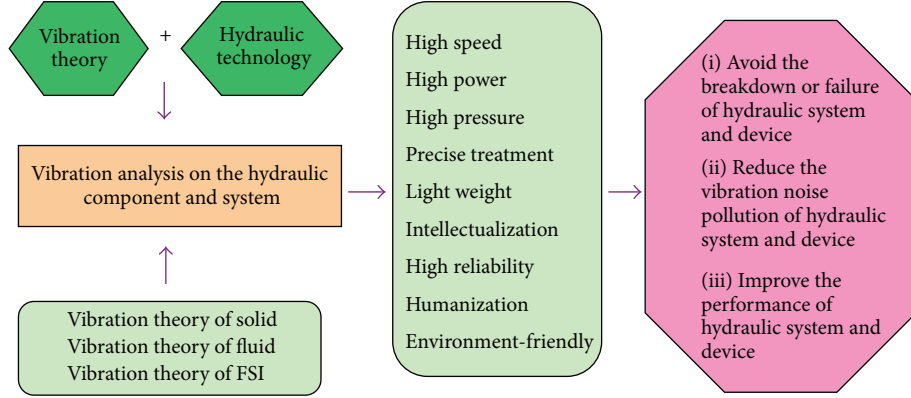 Vibration
theory
+
Hydraulic
technology
Vibration analysis on the hydraulic
component and system
Vibration theory of solid
Vibration theory of fluid
Vibration theory of FSI
High speed
High power
High pressure
Precise treatment
Light weight
Intellectualization
High reliability
Humanization
Environment-friendly
(i) Avoid the
breakdown or failure
of hydraulic system
and device
(ii) Reduce the
vibration noise
pollution of hydraulic
system and device
(iii) Improve the
performance of
hydraulic system and
device